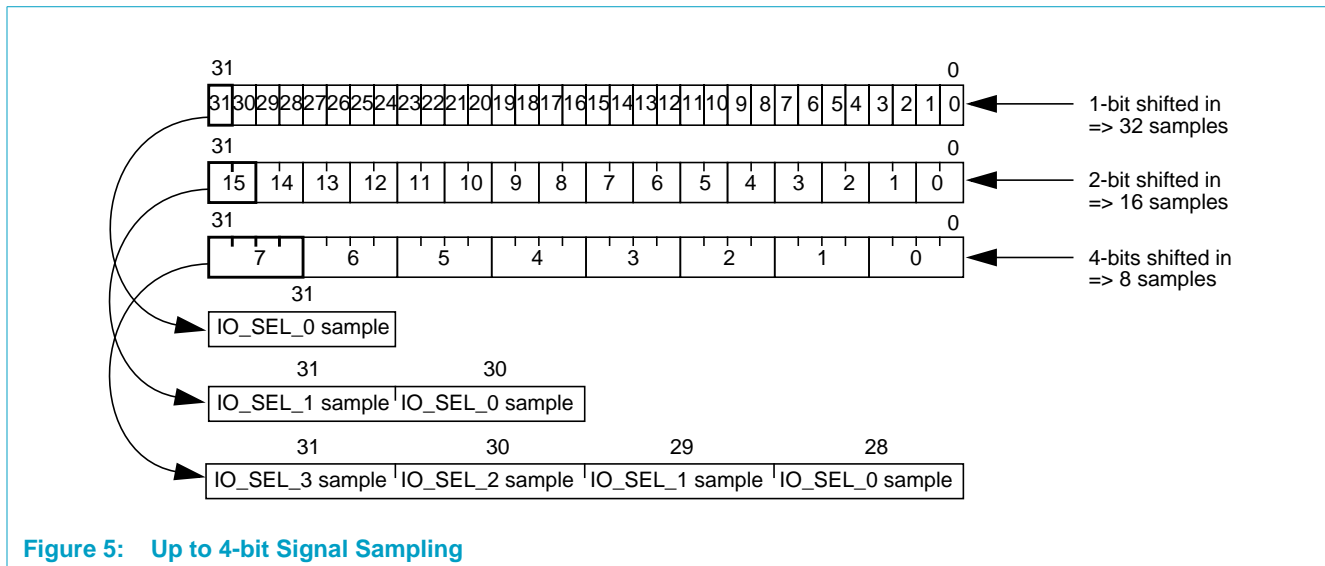 31 0
31 30 29 28 27 26 25 24 23 22 21 20 19 18 17 16 15 14 13 12 11 10 9 8 7 6 5 4 3 2 1 0
1-bit shifted in
=> 32 samples
31 0
15 14 13 12 11 10 9 8 7 6 5 4 3 2 1 0
2-bit shifted in
=> 16 samples
31 0
7 6 5 4 3 2 1 0
4-bits shifted in
=> 8 samples
31
IO_SEL_0 sample
31 30
IO_SEL_1 sample IO_SEL_0 sample
31 30 29 28
IO_SEL_3 sample IO_SEL_2 sample IO_SEL_1 sample IO_SEL_0 sample
Figure 5: Up to 4-bit Signal Sampling